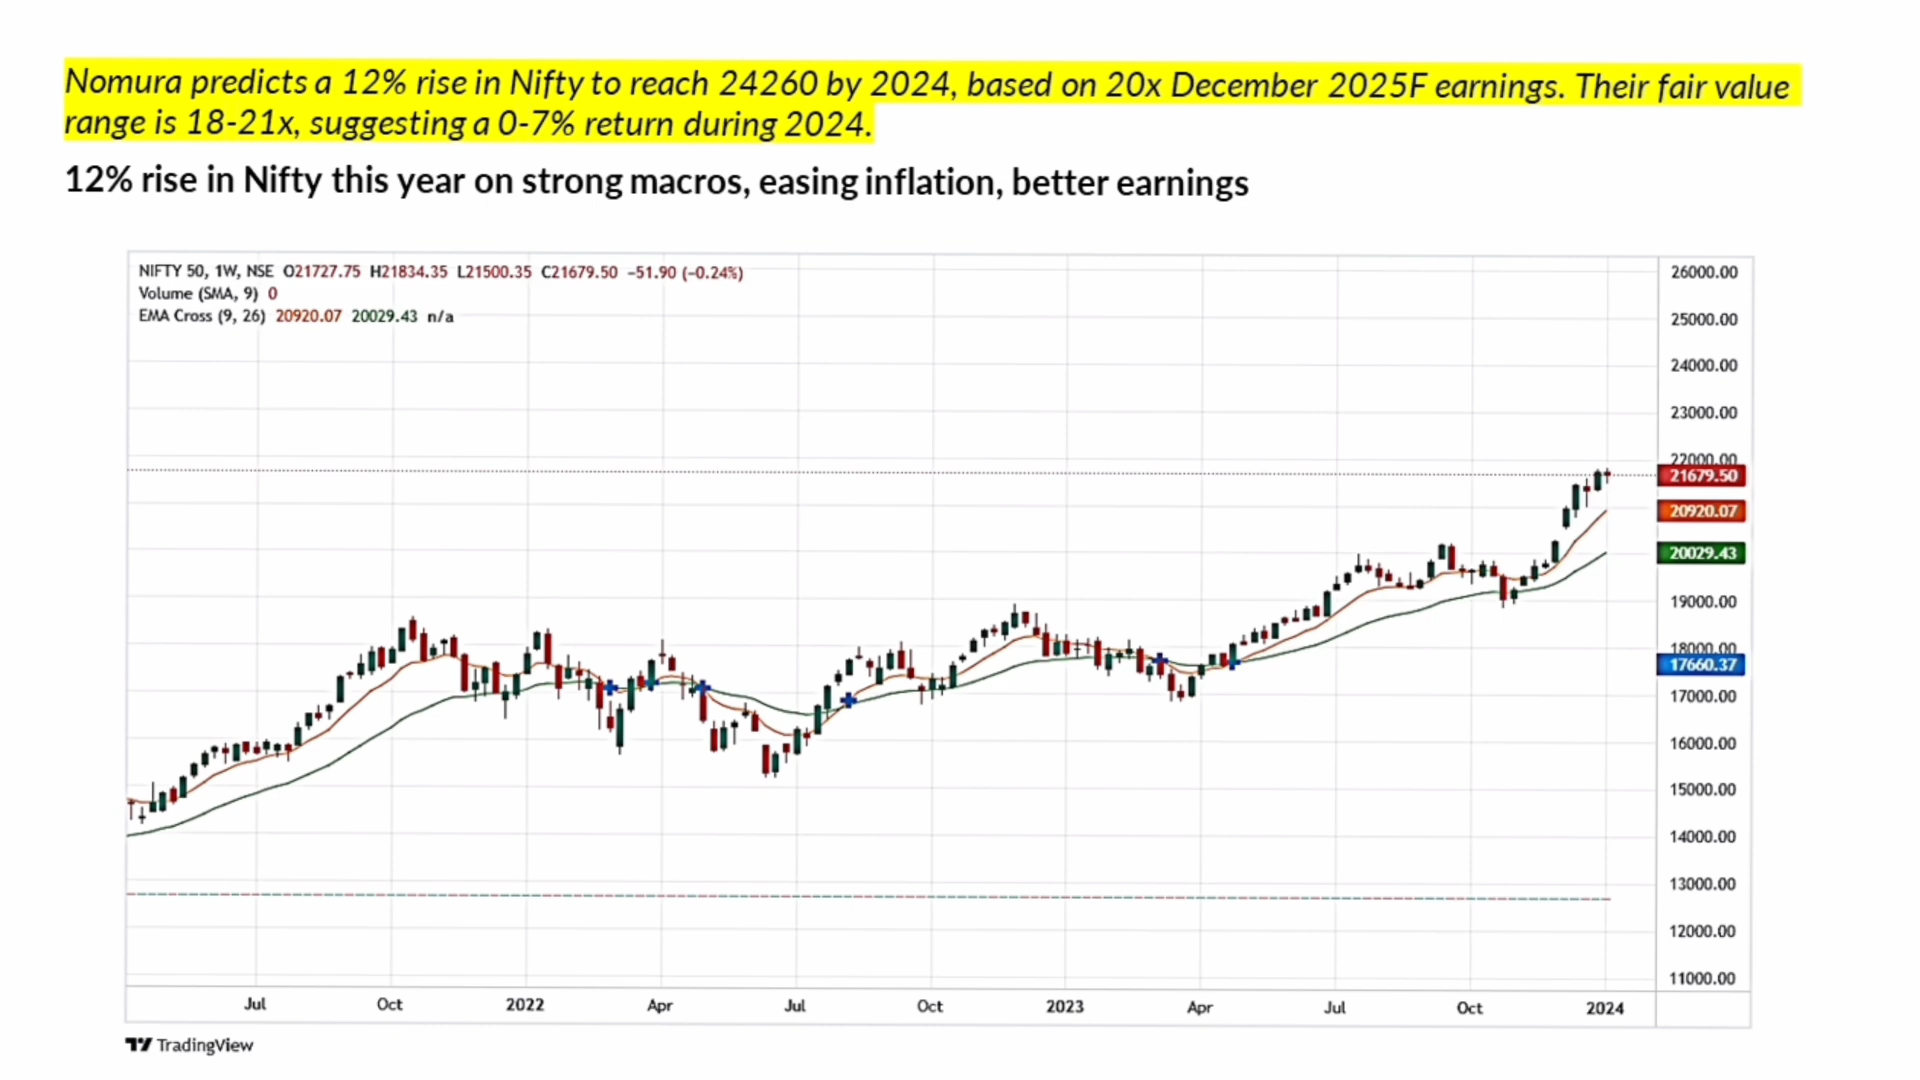 Nomura predicts a 12% rise in Nifty to reach 24260 by 2024, based on 20x December 2025F earnings. Their fair value
range is 18-21x, suggesting a 0-7% return during 2024.
12% rise in Nifty this year on strong macros, easing inflation, better earnings
NIFTY 50, 1W, NSE O21727.75 H21834.35 L21500.35 C21679.50 −51.90 (−0.24%)
Volume (SMA, 9) 0
EMA Cross (9, 26) 20920.07 20029.43 n/a
26000.00
25000.00
24000.00
23000.00
22000.00
21679.50
20920.07
20029.43
19000.00
18000.00
17660.37
17000.00
16000.00
15000.00
14000.00
13000.00
12000.00
11000.00
Jul Oct 2022 Apr Jul Oct 2023 Apr Jul Oct 2024
TradingView